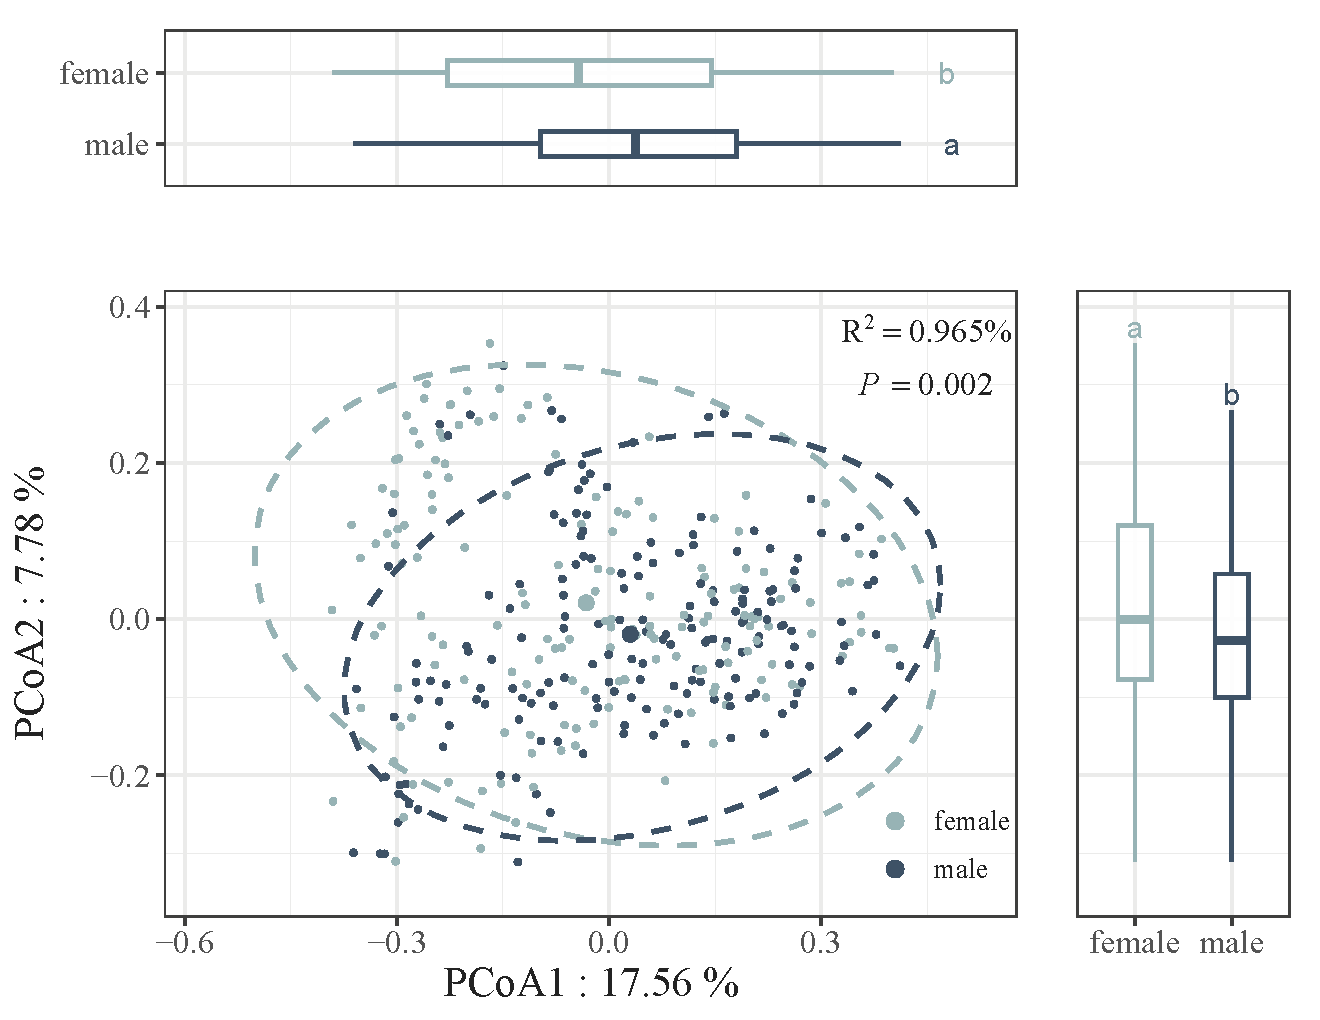 female
b
male
a
0.4
0.2
0.0
−0.2
PCoA2 : 7.78 %
R² = 0.965%
P = 0.002
female
male
−0.6
−0.3
0.0
0.3
PCoA1 : 17.56 %
a
b
female male